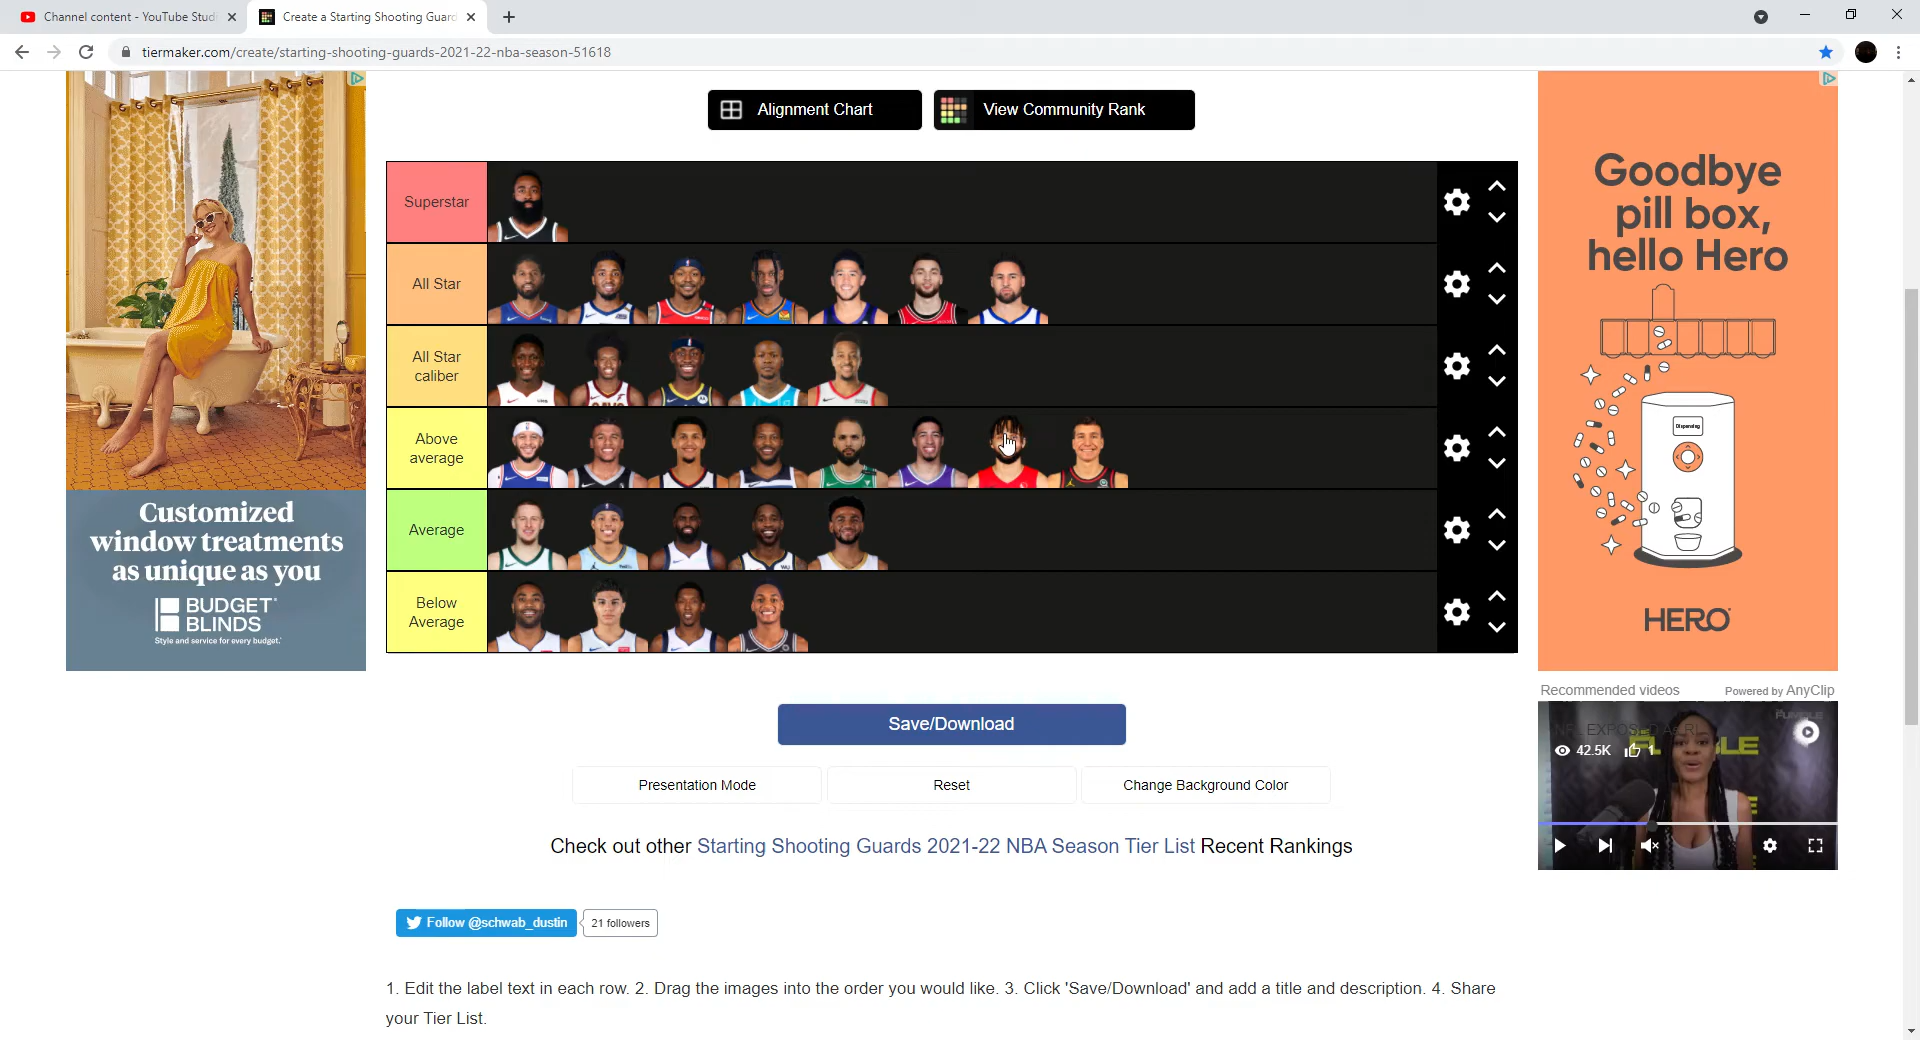 Channel content - YouTube Studi
Create a Starting Shooting Guard
tiermaker.com/create/starting-shooting-guards-2021-22-nba-season-51618
Alignment Chart
View Community Rank
Superstar
All Star
All Star
caliber
Above
average
Average
Below
Average
Customized
window treatments
as unique as you
BUDGET
BLINDS
Style and service for every budget.
Goodbye
pill box,
hello Hero
Dispensing
HERO
Save/Download
Presentation Mode
Reset
Change Background Color
Check out other Starting Shooting Guards 2021-22 NBA Season Tier List Recent Rankings
Recommended videos
Powered by AnyClip
42.5K
1
Follow @schwab_dustin
21 followers
1. Edit the label text in each row. 2. Drag the images into the order you would like. 3. Click 'Save/Download' and add a title and description. 4. Share
your Tier List.